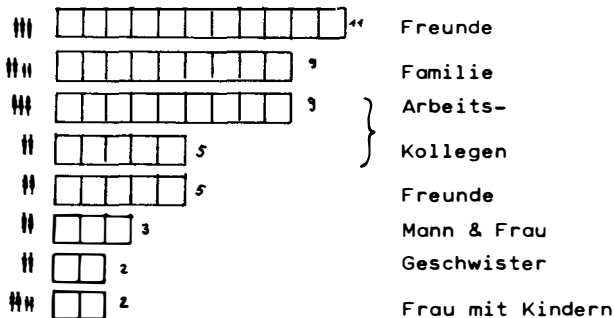 11 Freunde
9 Familie
9 Arbeits-
5 Kollegen
5 Freunde
3 Mann & Frau
2 Geschwister
2 Frau mit Kindern